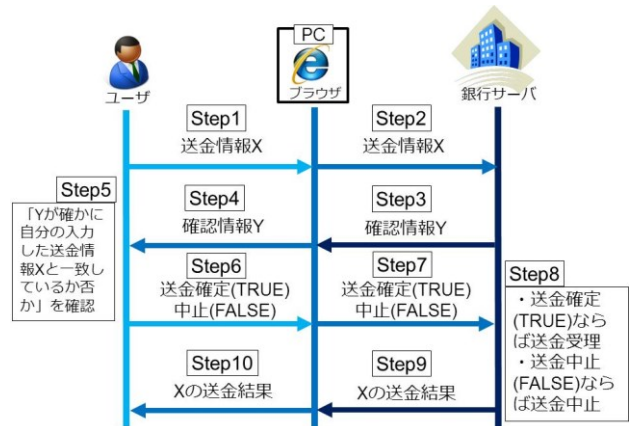 PC
ユーザ
ブラウザ
銀行サーバ
Step1
送金情報X
Step2
送金情報X
Step3
確認情報Y
Step4
確認情報Y
Step5
「Yが確かに
自分の入力
した送金情
報Xと一致し
ているか否
か」を確認
Step6
送金確定(TRUE)
中止(FALSE)
Step7
送金確定(TRUE)
中止(FALSE)
Step8
・送金確定
(TRUE)なら
ば送金受理
・送金中止
(FALSE)なら
ば送金中止
Step9
Xの送金結果
Step10
Xの送金結果